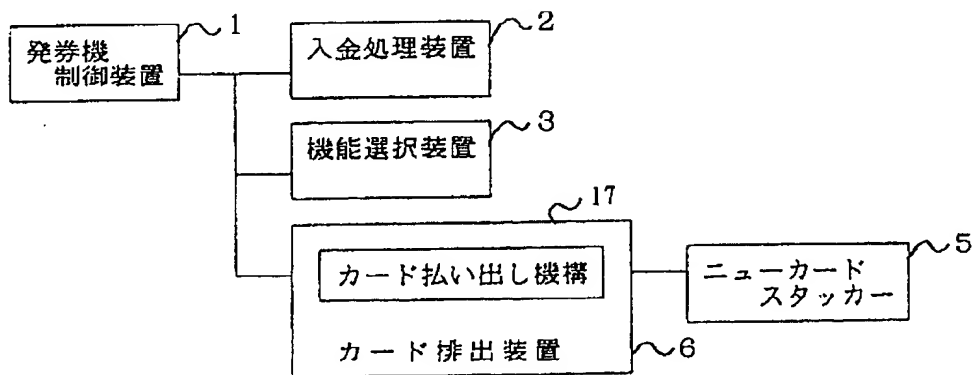 1
発券機
制御装置
2
入金処理装置
3
機能選択装置
17
カード払い出し機構
カード排出装置
6
5
ニューカード
スタッカー